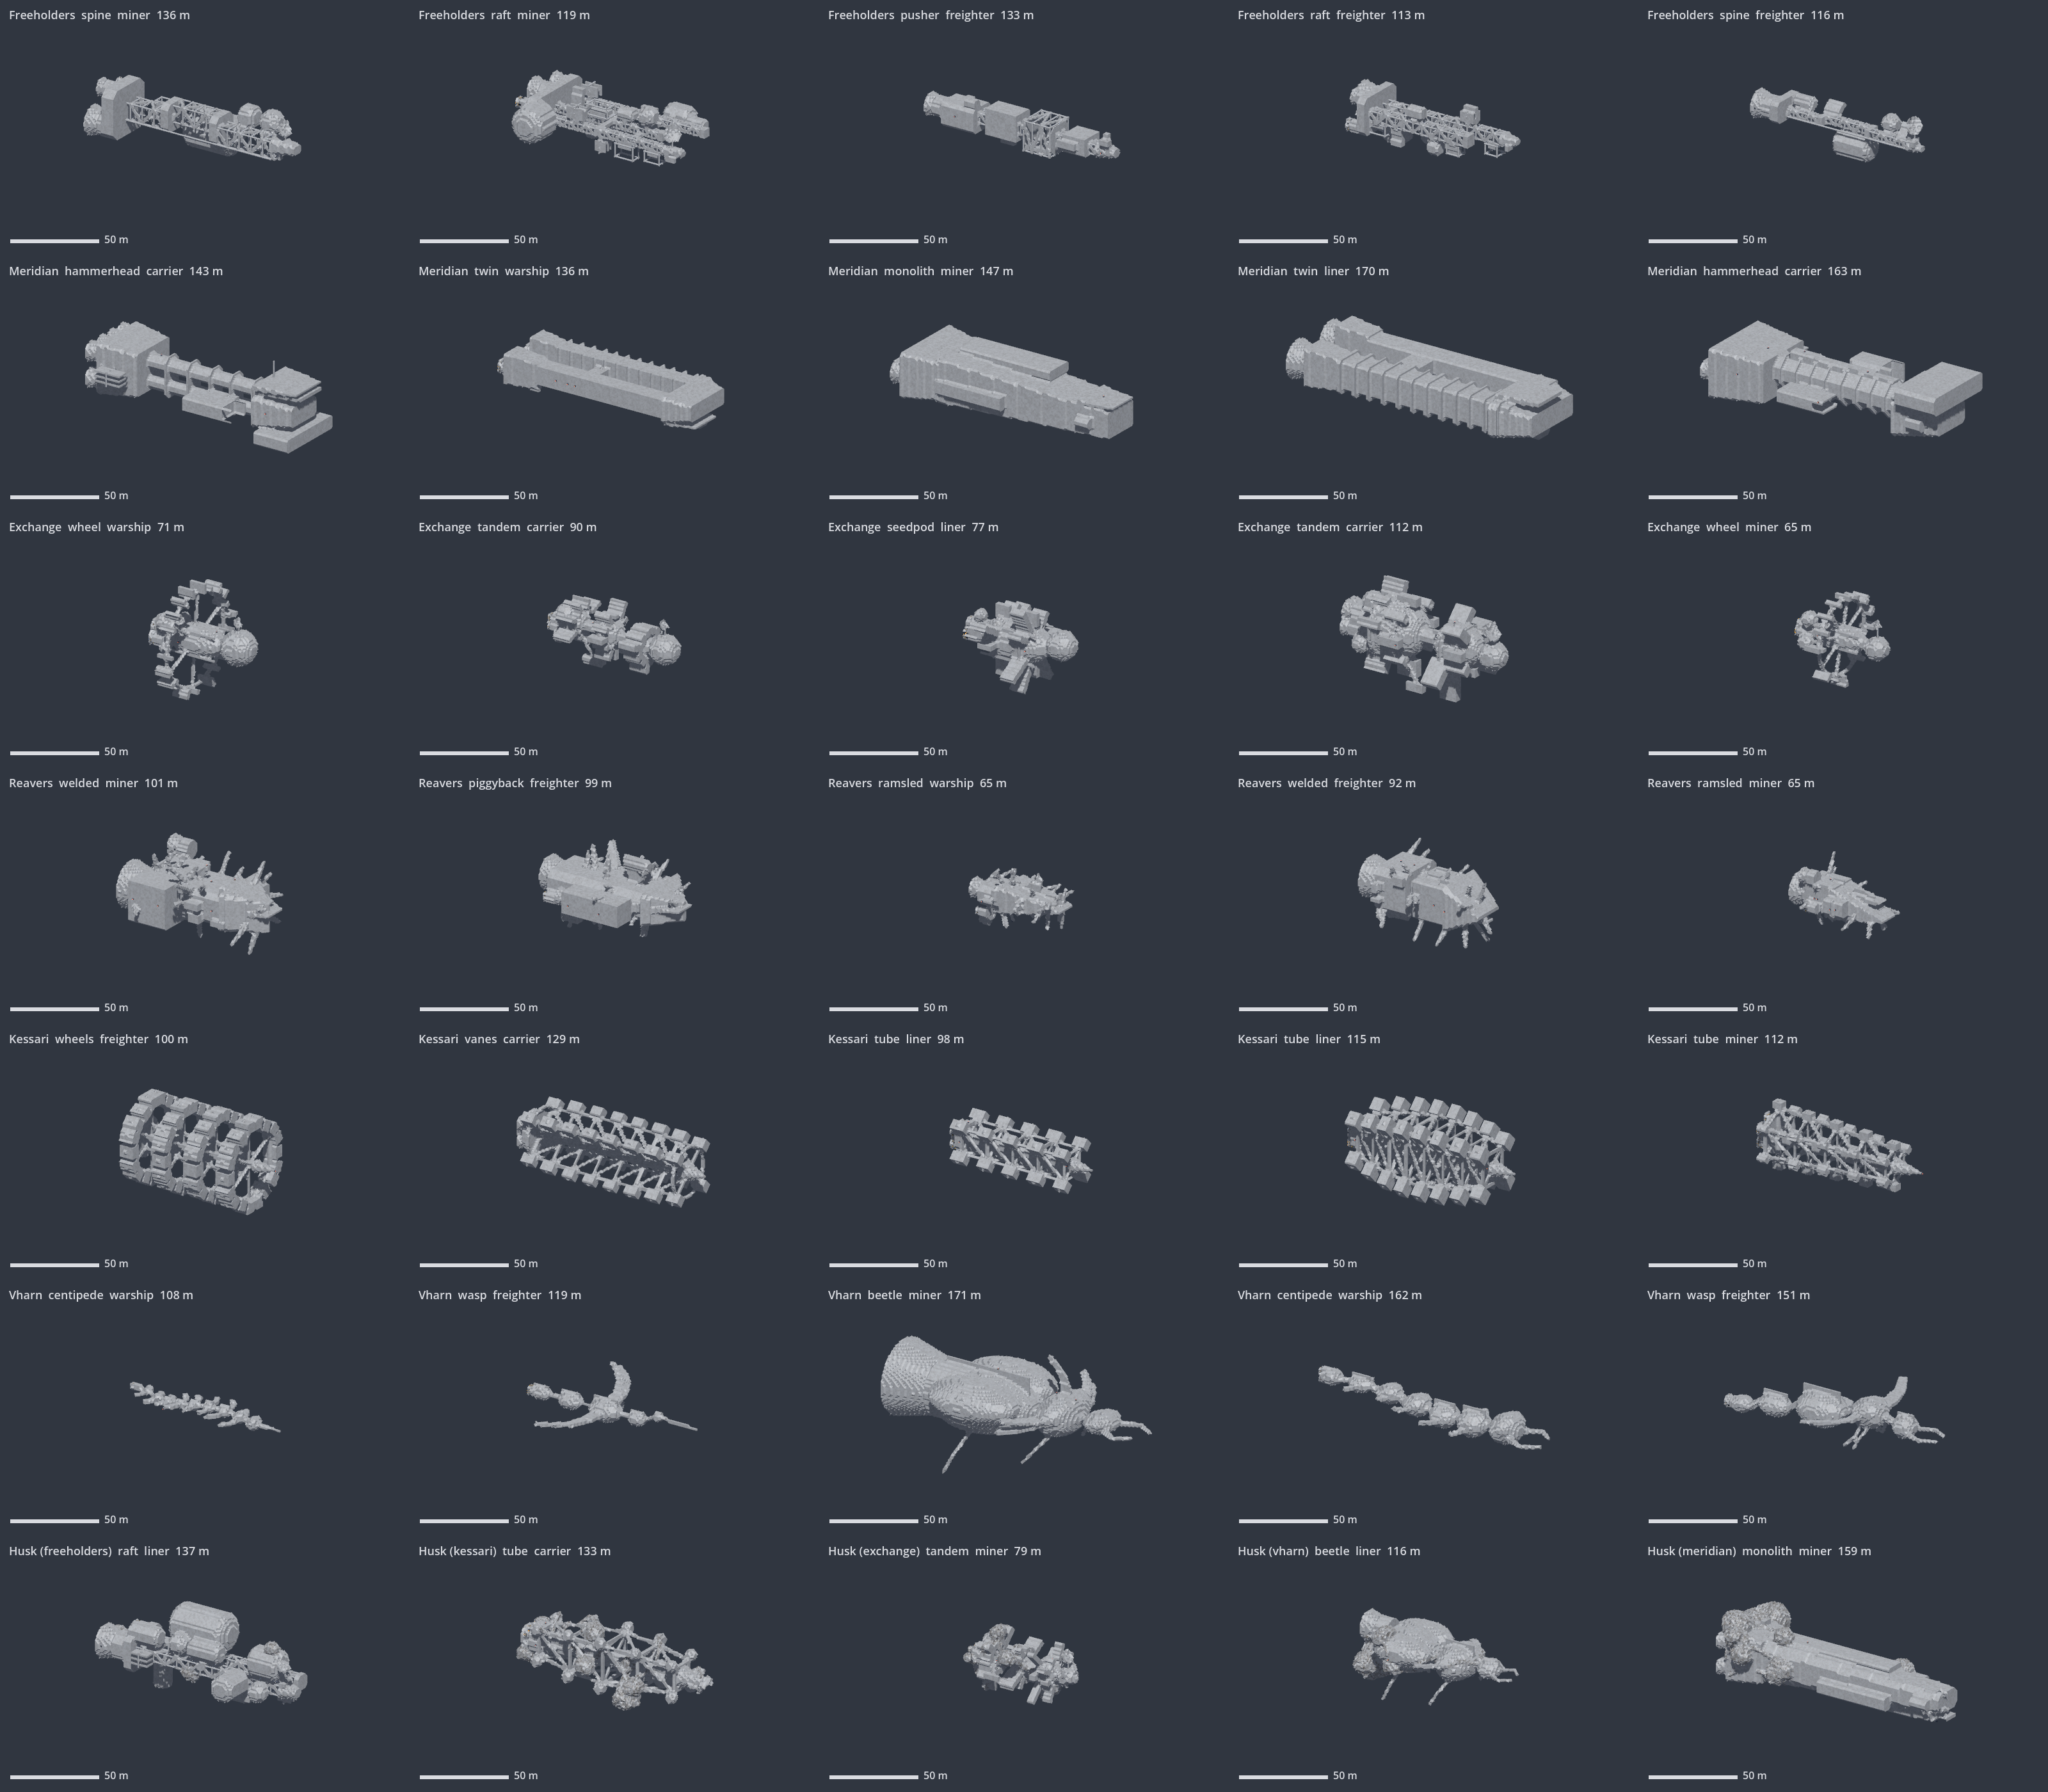 Freeholders spine miner 136 m
Freeholders raft miner 119 m
Freeholders pusher freighter 133 m
Freeholders raft freighter 113 m
Freeholders spine freighter 116 m
50 m
50 m
50 m
50 m
50 m
Meridian hammerhead carrier 143 m
Meridian twin warship 136 m
Meridian monolith miner 147 m
Meridian twin liner 170 m
Meridian hammerhead carrier 163 m
50 m
50 m
50 m
50 m
50 m
Exchange wheel warship 71 m
Exchange tandem carrier 90 m
Exchange seedpod liner 77 m
Exchange tandem carrier 112 m
Exchange wheel miner 65 m
50 m
50 m
50 m
50 m
50 m
Reavers welded miner 101 m
Reavers piggyback freighter 99 m
Reavers ramsled warship 65 m
Reavers welded freighter 92 m
Reavers ramsled miner 65 m
50 m
50 m
50 m
50 m
50 m
Kessari wheels freighter 100 m
Kessari vanes carrier 129 m
Kessari tube liner 98 m
Kessari tube liner 115 m
Kessari tube miner 112 m
50 m
50 m
50 m
50 m
50 m
Vharn centipede warship 108 m
Vharn wasp freighter 119 m
Vharn beetle miner 171 m
Vharn centipede warship 162 m
Vharn wasp freighter 151 m
50 m
50 m
50 m
50 m
50 m
Husk (freeholders) raft liner 137 m
Husk (kessari) tube carrier 133 m
Husk (exchange) tandem miner 79 m
Husk (vharn) beetle liner 116 m
Husk (meridian) monolith miner 159 m
50 m
50 m
50 m
50 m
50 m